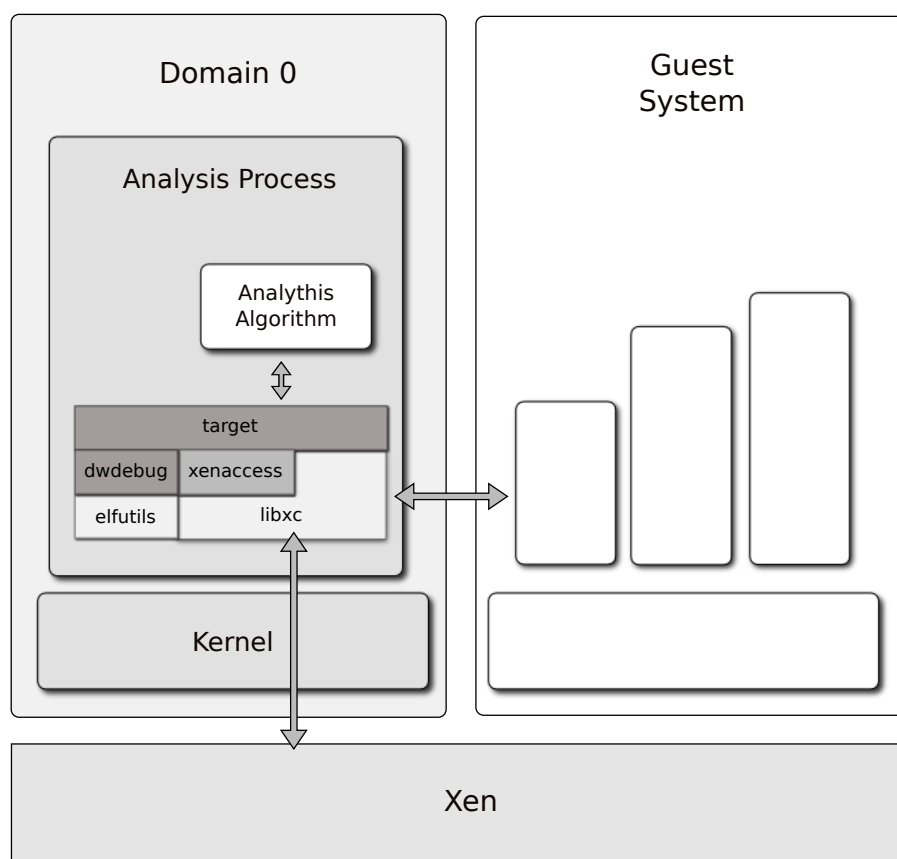 Domain 0
Guest
System
Analysis Process
Analythis
Algorithm
target
dwdebug
xenaccess
elfutils
libxc
Kernel
Xen